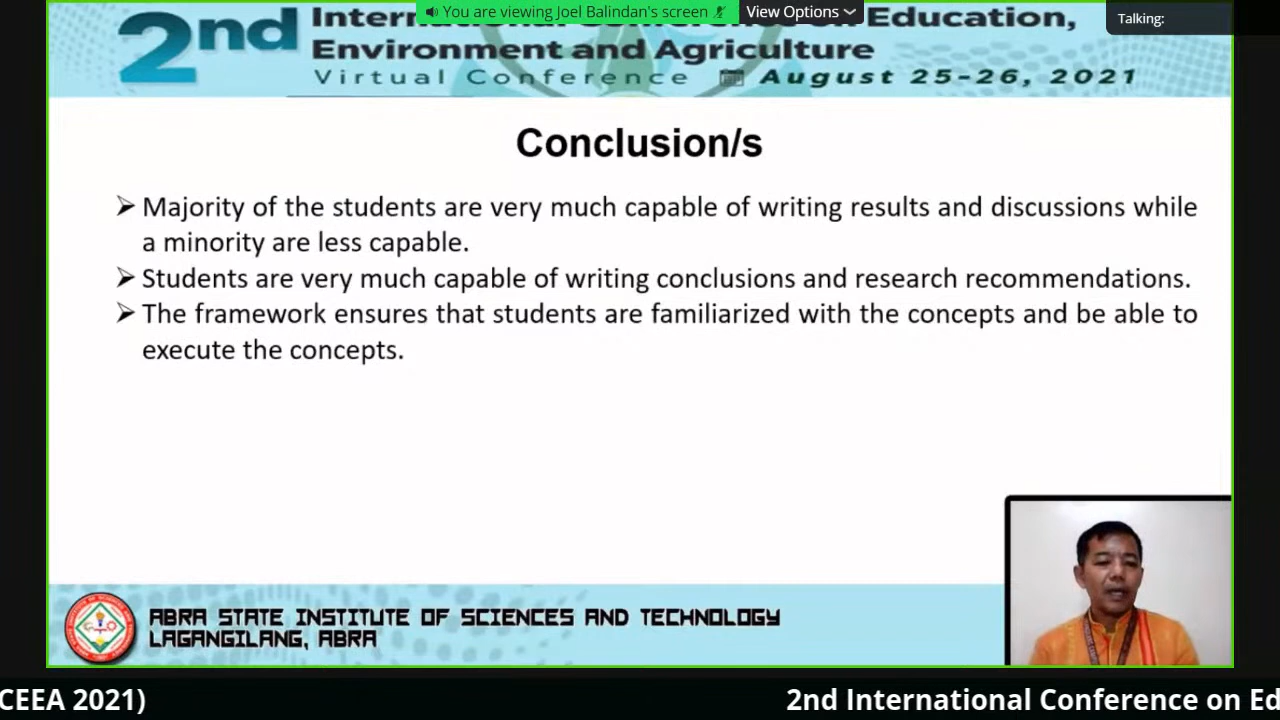 You are viewing Joel Balindan's screen
View Options
Talking:
2nd
Education,
Environment and Agriculture
Virtual Conference August 25-26, 2021
Conclusion/s
➢ Majority of the students are very much capable of writing results and discussions while
a minority are less capable.
➢ Students are very much capable of writing conclusions and research recommendations.
➢ The framework ensures that students are familiarized with the concepts and be able to
execute the concepts.
ABRA STATE INSTITUTE OF SCIENCES AND TECHNOLOGY
LAGANGILANG, ABRA
CEEA 2021)
2nd International Conference on Ed